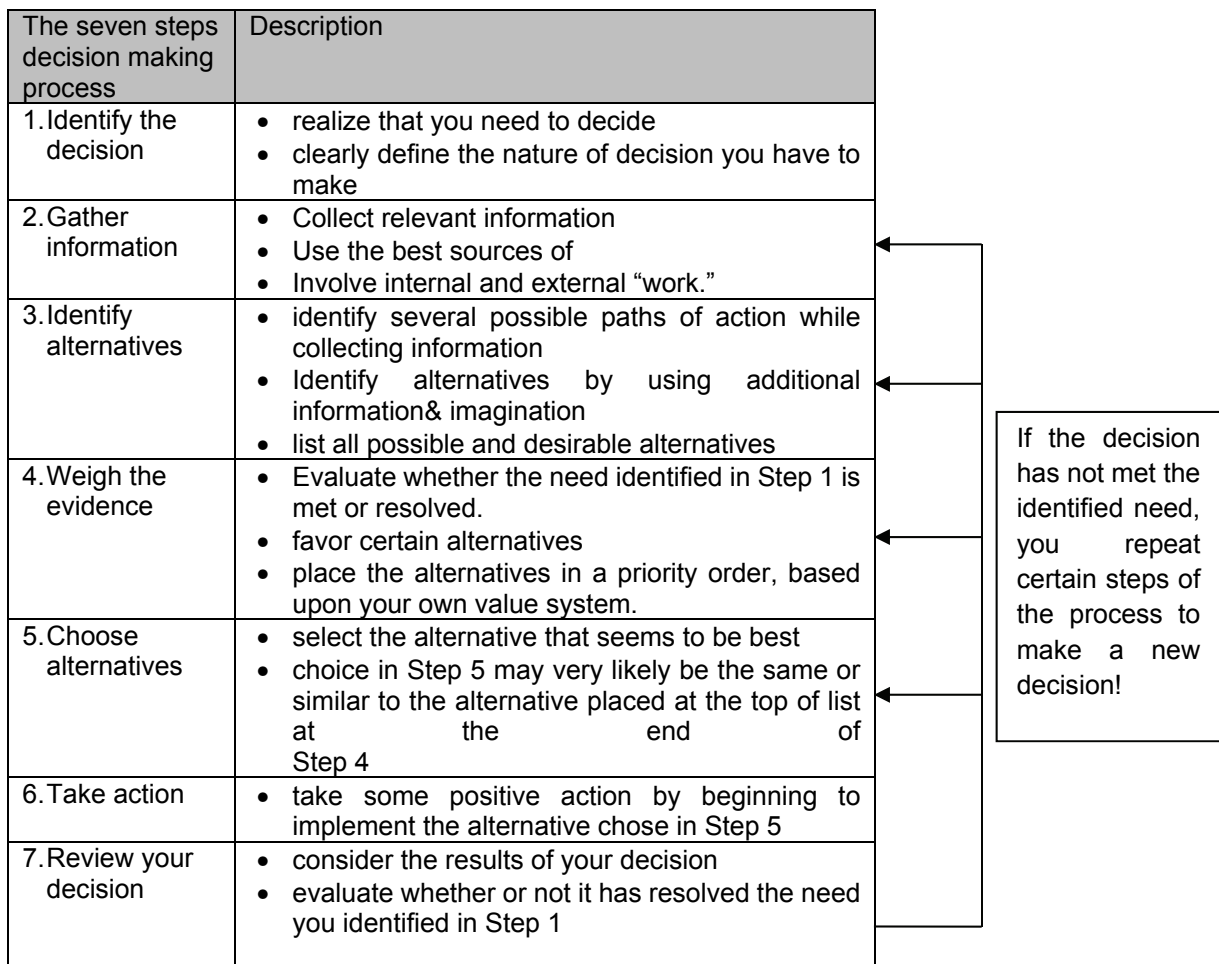 The seven steps
decision making
process
Description
1. Identify the
decision
• realize that you need to decide
• clearly define the nature of decision you have to
make
2. Gather
information
• Collect relevant information
• Use the best sources of
• Involve internal and external “work.”
3. Identify
alternatives
• identify several possible paths of action while
collecting information
• Identify alternatives by using additional
information& imagination
• list all possible and desirable alternatives
4. Weigh the
evidence
• Evaluate whether the need identified in Step 1 is
met or resolved.
• favor certain alternatives
• place the alternatives in a priority order, based
upon your own value system.
5. Choose
alternatives
• select the alternative that seems to be best
• choice in Step 5 may very likely be the same or
similar to the alternative placed at the top of list
at the end of
Step 4
6. Take action
• take some positive action by beginning to
implement the alternative chose in Step 5
7. Review your
decision
• consider the results of your decision
• evaluate whether or not it has resolved the need
you identified in Step 1
If the decision
has not met the
identified need,
you repeat
certain steps of
the process to
make a new
decision!